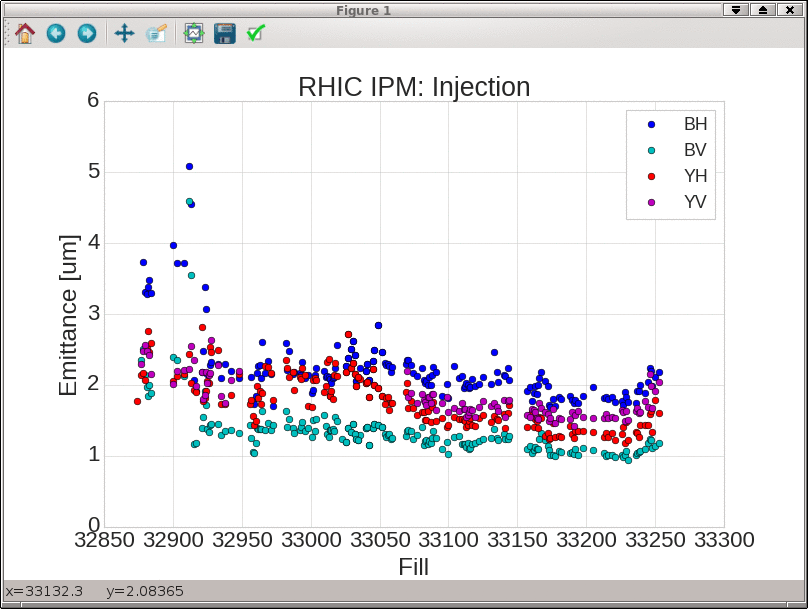 Figure 1
RHIC IPM: Injection
6
5
4
3
2
1
0
Emittance [um]
BH
BV
YH
YV
32850 32900 32950 33000 33050 33100 33150 33200 33250 33300
Fill
x=33132.3 y=2.08365